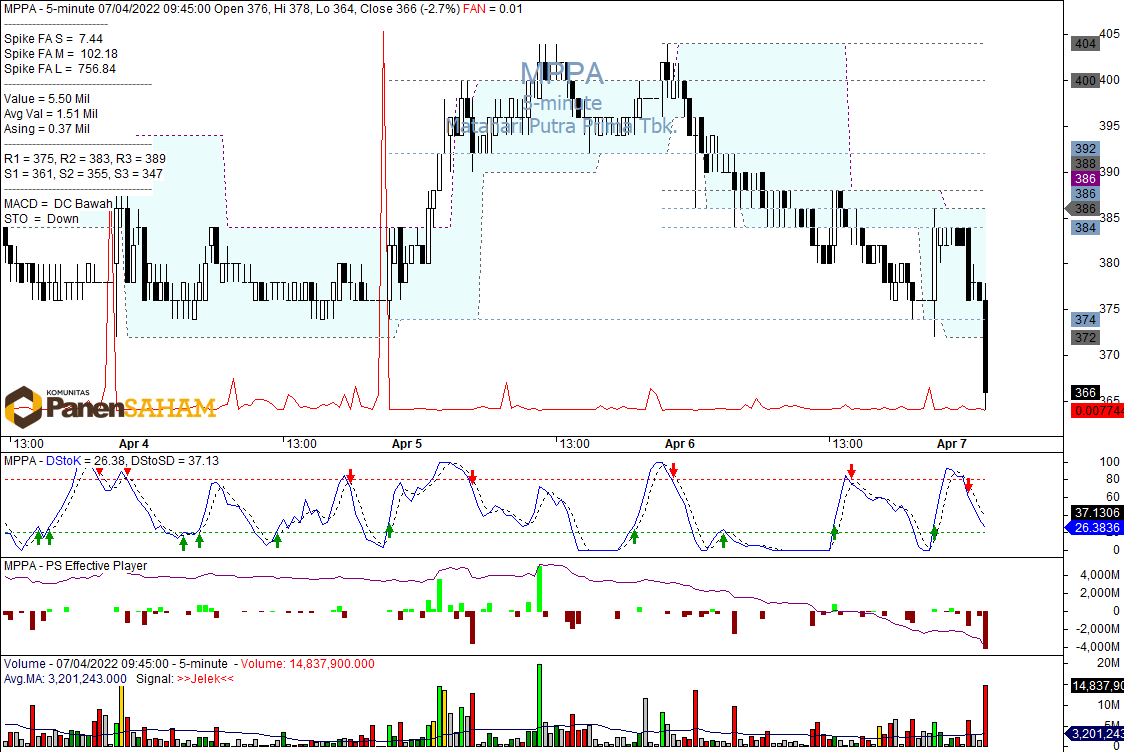 MPPA - 5-minute 07/04/2022 09:45:00 Open 376, Hi 378, Lo 364, Close 366 (-2.7%) FAN = 0.01
Spike FA S = 7.44
Spike FA M = 102.18
Spike FA L = 756.84
Value = 5.50 Mil
Avg Val = 1.51 Mil
Asing = 0.37 Mil
R1 = 375, R2 = 383, R3 = 389
S1 = 361, S2 = 355, S3 = 347
MACD = DC Bawah
STO = Down
MPPA
5-minute
Matahari Putra Prima Tbk.
405
404
400
400
395
392
388
390
386
386
386
385
384
380
375
374
372
370
366
365
0.007744
KOMUNITAS
PanenSAHAM
13:00 Apr 4 13:00 Apr 5 13:00 Apr 6 13:00 Apr 7
MPPA - DStoK = 26.38, DStoSD = 37.13
100
80
60
37.1306
26.3836
20
0
MPPA - PS Effective Player
4,000M
2,000M
0
-2,000M
-4,000M
Volume - 07/04/2022 09:45:00 - 5-minute - Volume: 14,837,900.000
Avg.MA: 3,201,243.000 Signal: >>Jelek<<
20M
14,837,90
10M
5M
3,201,243
0